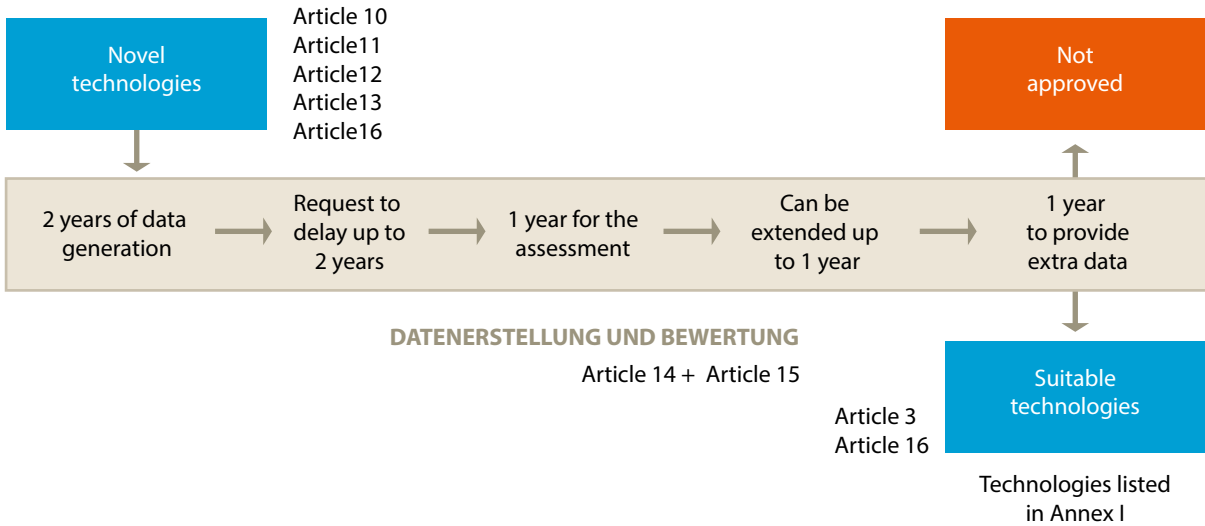 Novel
technologies
Article 10
Article11
Article12
Article13
Article16
Not
approved
2 years of data
generation
Request to
delay up to
2 years
1 year for the
assessment
Can be
extended up
to 1 year
1 year
to provide
extra data
DATENERSTELLUNG UND BEWERTUNG
Article 14 + Article 15
Article 3
Article 16
Suitable
technologies
Technologies listed
in Annex I